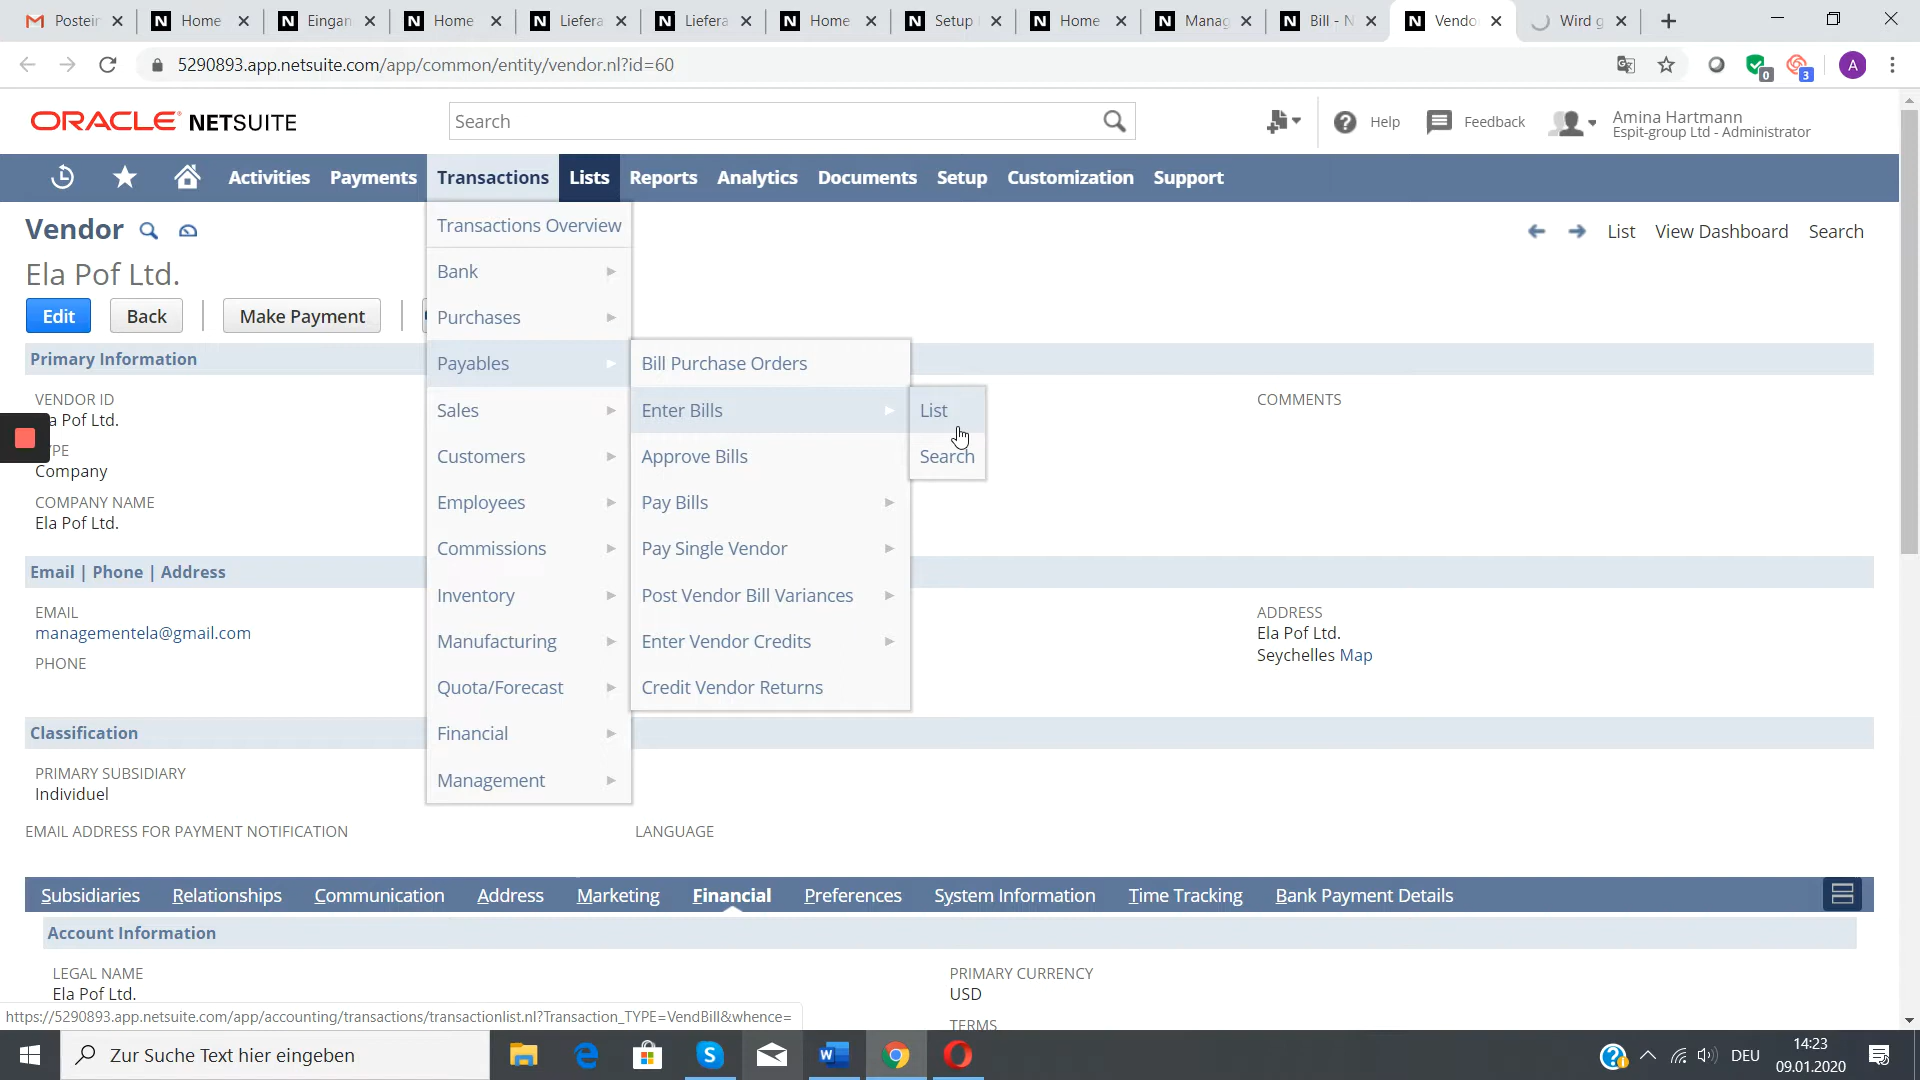 Postein
Home
Eingan
Home
Liefera
Liefera
Home
Setup
Home
Manag
Bill - N
Vendo
Wird g
5290893.app.netsuite.com/app/common/entity/vendor.nl?id=60
0
3
A
ORACLE NETSUITE
Search
Help
Feedback
Amina Hartmann
Espit-group Ltd - Administrator
Activities Payments Transactions Lists Reports Analytics Documents Setup Customization Support
Vendor
List View Dashboard Search
Ela Pof Ltd.
Edit Back Make Payment
Transactions Overview
Bank
Purchases
Payables
Sales
Customers
Employees
Commissions
Inventory
Manufacturing
Quota/Forecast
Financial
Management
Bill Purchase Orders
Enter Bills
Approve Bills
Pay Bills
Pay Single Vendor
Post Vendor Bill Variances
Enter Vendor Credits
Credit Vendor Returns
List
Search
Primary Information
VENDOR ID
a Pof Ltd.
YPE
Company
COMPANY NAME
Ela Pof Ltd.
COMMENTS
Email | Phone | Address
EMAIL
managementela@gmail.com
PHONE
ADDRESS
Ela Pof Ltd.
Seychelles Map
Classification
PRIMARY SUBSIDIARY
Individuel
EMAIL ADDRESS FOR PAYMENT NOTIFICATION
LANGUAGE
Subsidiaries Relationships Communication Address Marketing Financial Preferences System Information Time Tracking Bank Payment Details
Account Information
LEGAL NAME
Ela Pof Ltd.
PRIMARY CURRENCY
USD
TERMS
https://5290893.app.netsuite.com/app/accounting/transactions/transactionlist.nl?Transaction_TYPE=VendBill&whence=
Zur Suche Text hier eingeben
DEU
14:23
09.01.2020